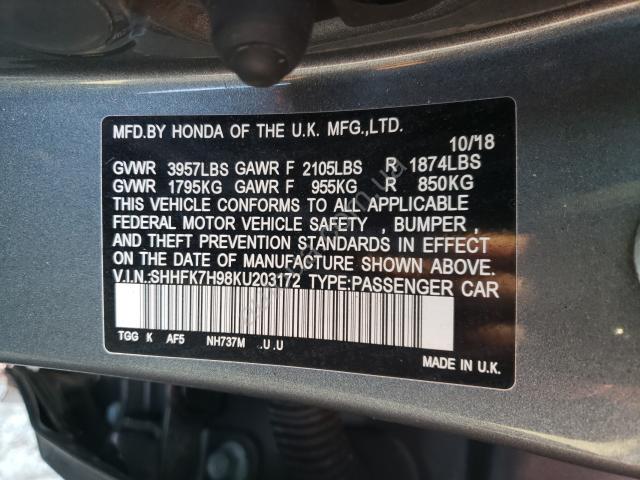 MFD.BY HONDA OF THE U.K. MFG.,LTD.
10/18
GVWR 3957LBS GAWR F 2105LBS R 1874LBS
GVWR 1795KG GAWR F 955KG R 850KG
THIS VEHICLE CONFORMS TO ALL APPLICABLE
FEDERAL MOTOR VEHICLE SAFETY , BUMPER ,
AND THEFT PREVENTION STANDARDS IN EFFECT
ON THE DATE OF MANUFACTURE SHOWN ABOVE.
V.I.N.:SHHFK7H98KU203172 TYPE:PASSENGER CAR
TGG K AF5 NH737M .U.U
MADE IN U.K.